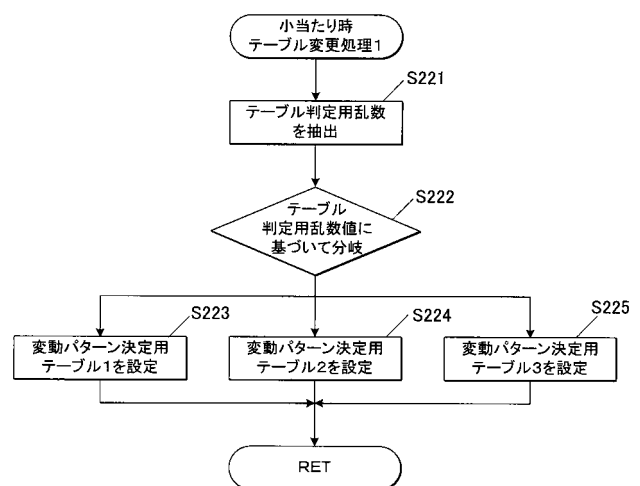 小当たり時
テーブル変更処理1
S221
テーブル判定用乱数
を抽出
S222
テーブル
判定用乱数値に
基づいて分岐
S223
変動パターン決定用
テーブル1を設定
S224
変動パターン決定用
テーブル2を設定
S225
変動パターン決定用
テーブル3を設定
RET